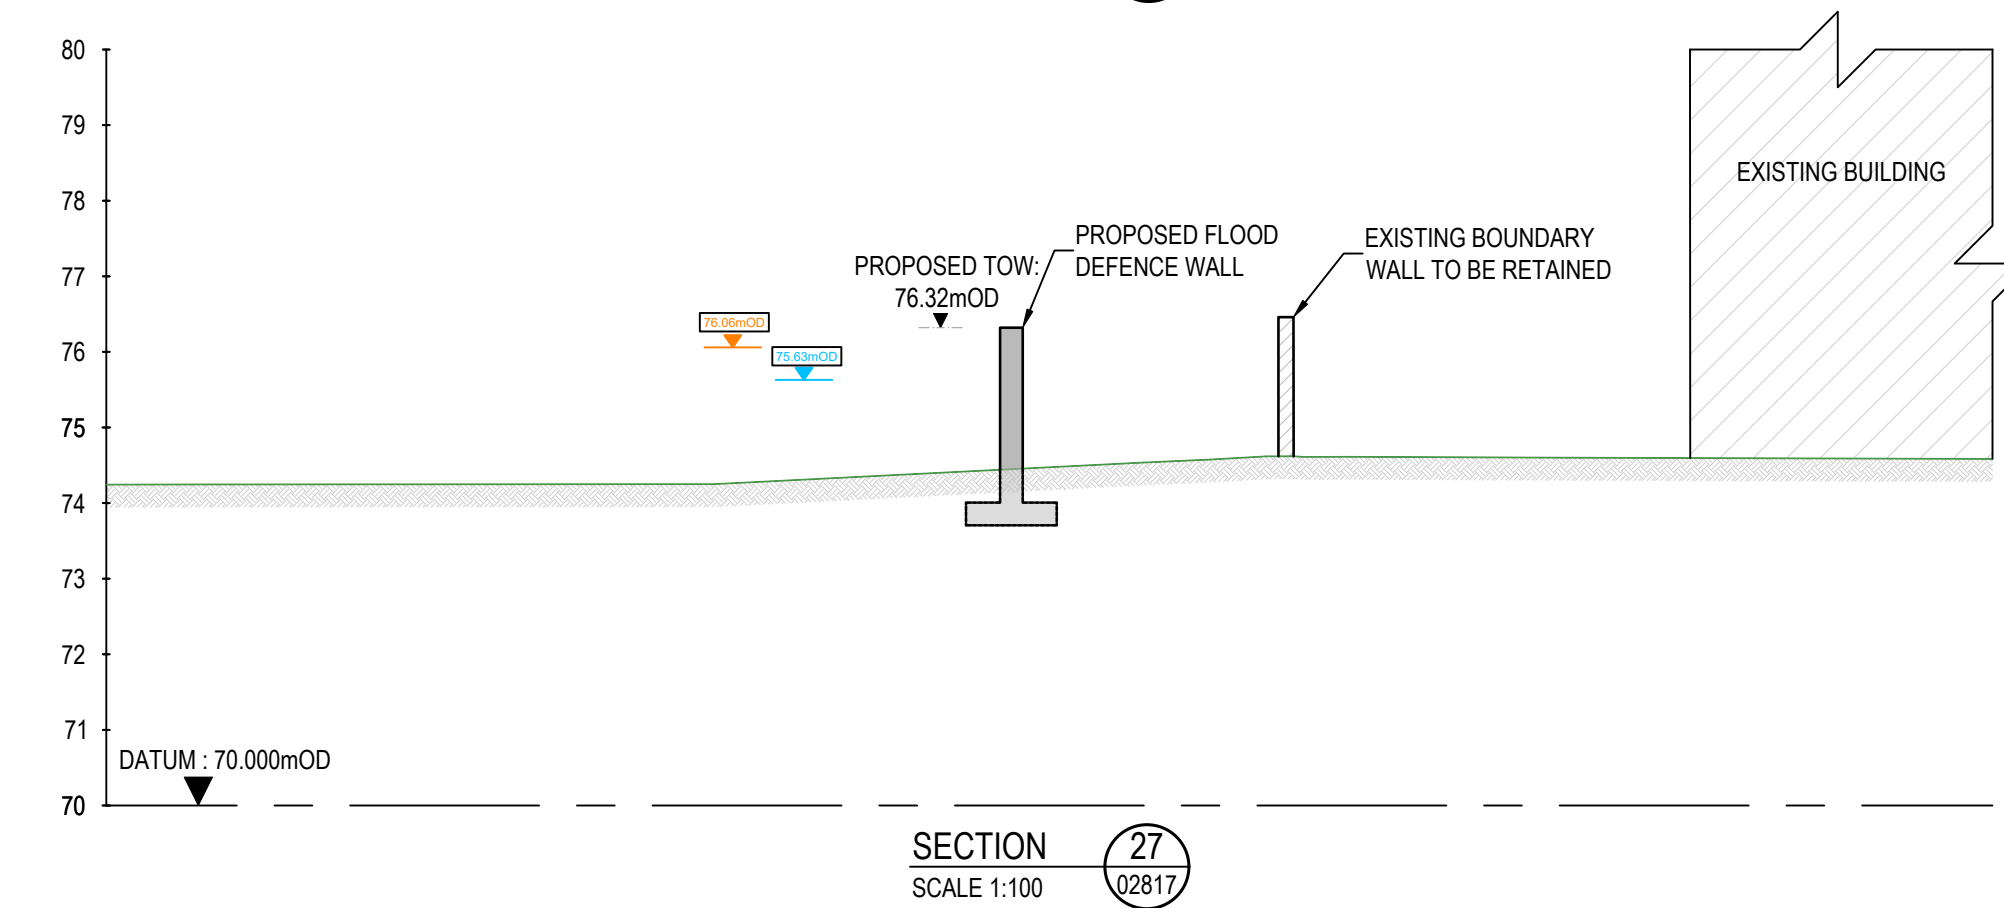 80
79
78
77
76
75
74
73
72
71
70
EXISTING BUILDING
PROPOSED FLOOD
DEFENCE WALL
EXISTING BOUNDARY
WALL TO BE RETAINED
PROPOSED TOW:
76.32mOD
76.06mOD
75.63mOD
DATUM : 70.000mOD
SECTION
SCALE 1:100
27
02817